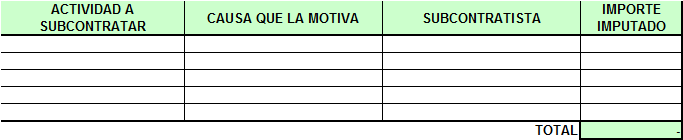 ACTIVIDAD A
SUBCONTRATAR
CAUSA QUE LA MOTIVA
SUBCONTRATISTA
IMPORTE
IMPUTADO
TOTAL -